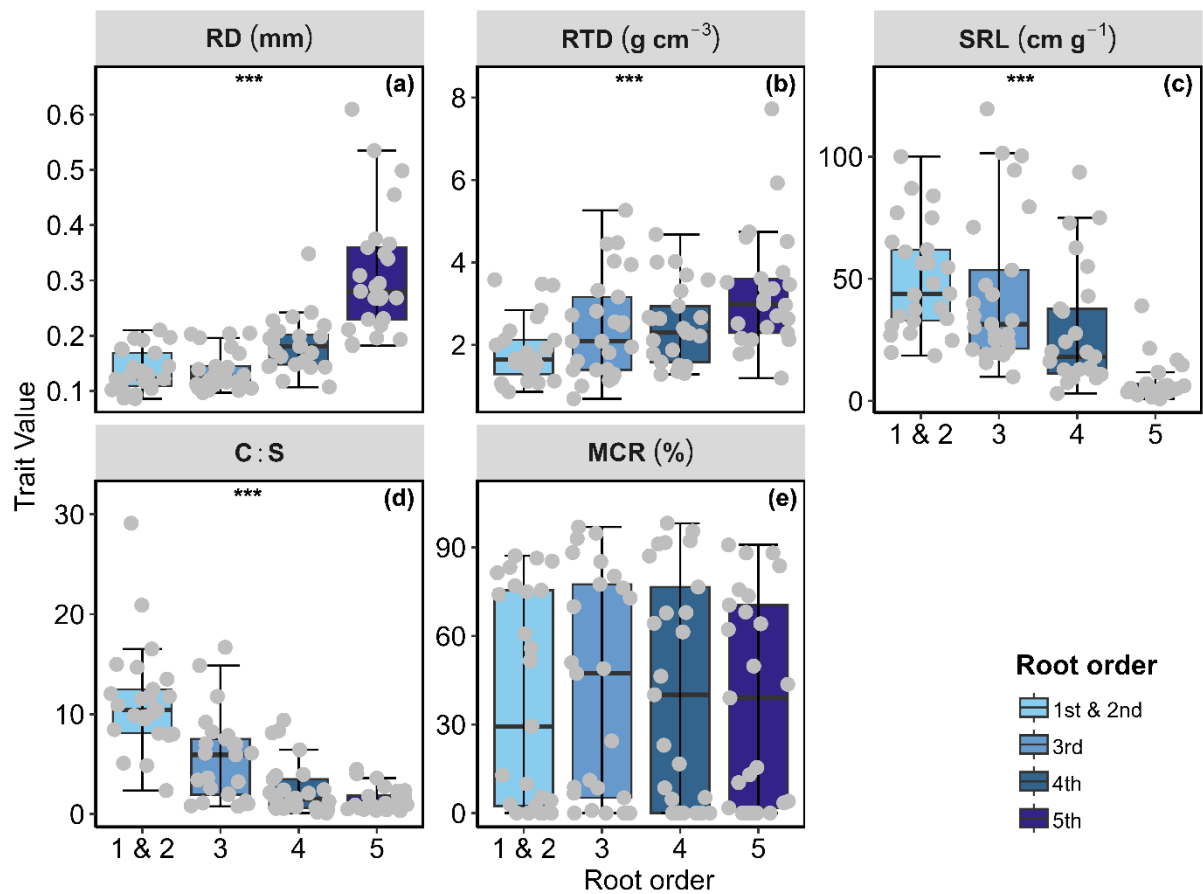 RD (mm)
RTD (g cm⁻³)
SRL (cm g⁻¹)
***
(a)
***
(b)
***
(c)
0.6
0.5
0.4
0.3
0.2
0.1
8
6
4
2
100
50
0
1 & 2
3
4
5
Trait Value
C : S
MCR (%)
***
(d)
(e)
30
20
10
0
90
60
30
0
1 & 2
3
4
5
1 & 2
3
4
5
Root order
Root order
1st & 2nd
3rd
4th
5th